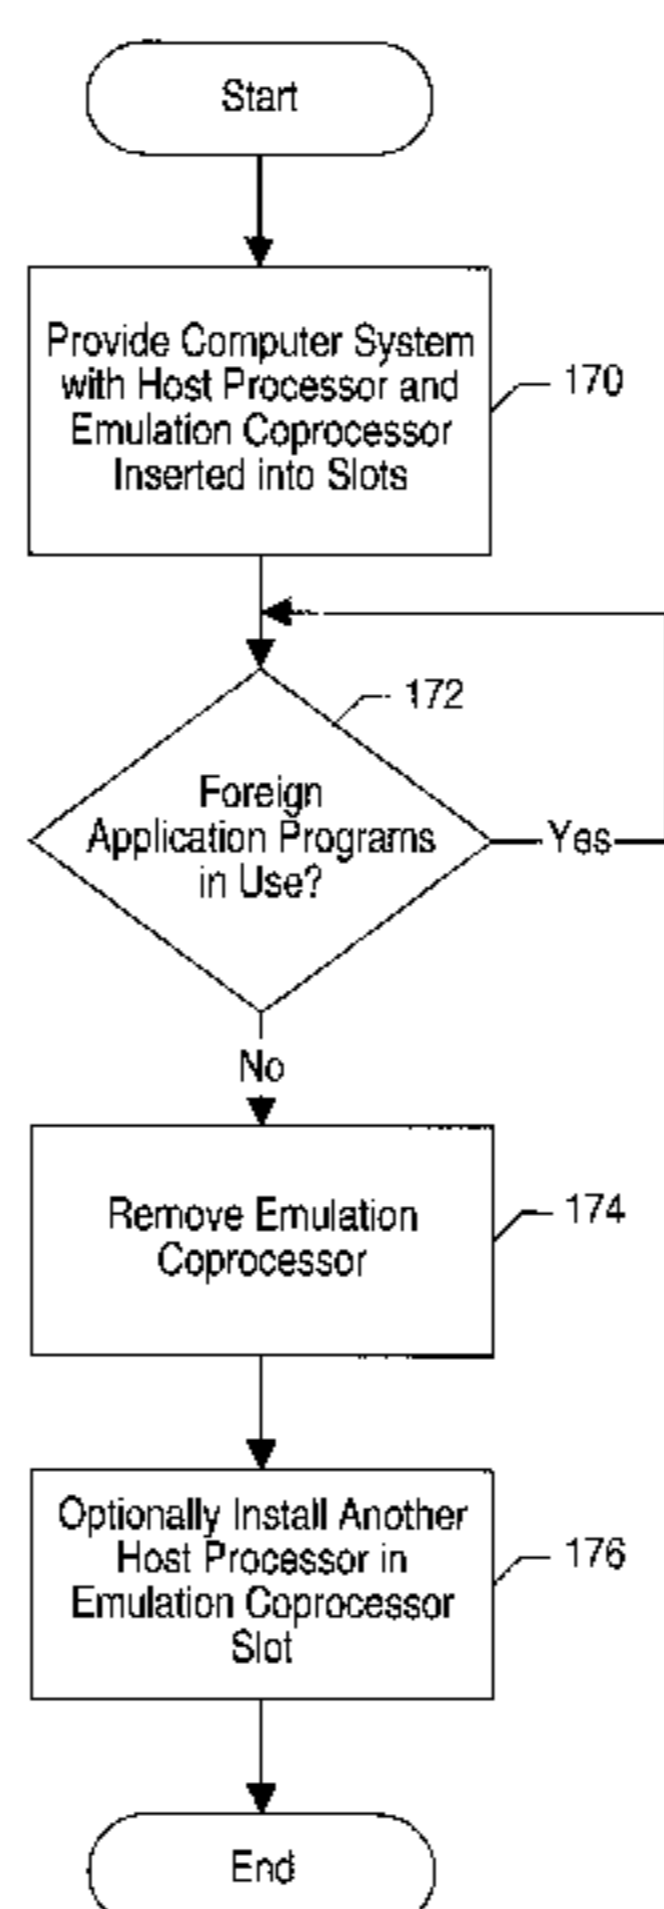 Start
Provide Computer System
with Host Processor and
Emulation Coprocessor
Inserted into Slots
170
172
Foreign
Application Programs
in Use?
Yes
No
Remove Emulation
Coprocessor
174
Optionally Install Another
Host Processor in
Emulation Coprocessor
Slot
176
End